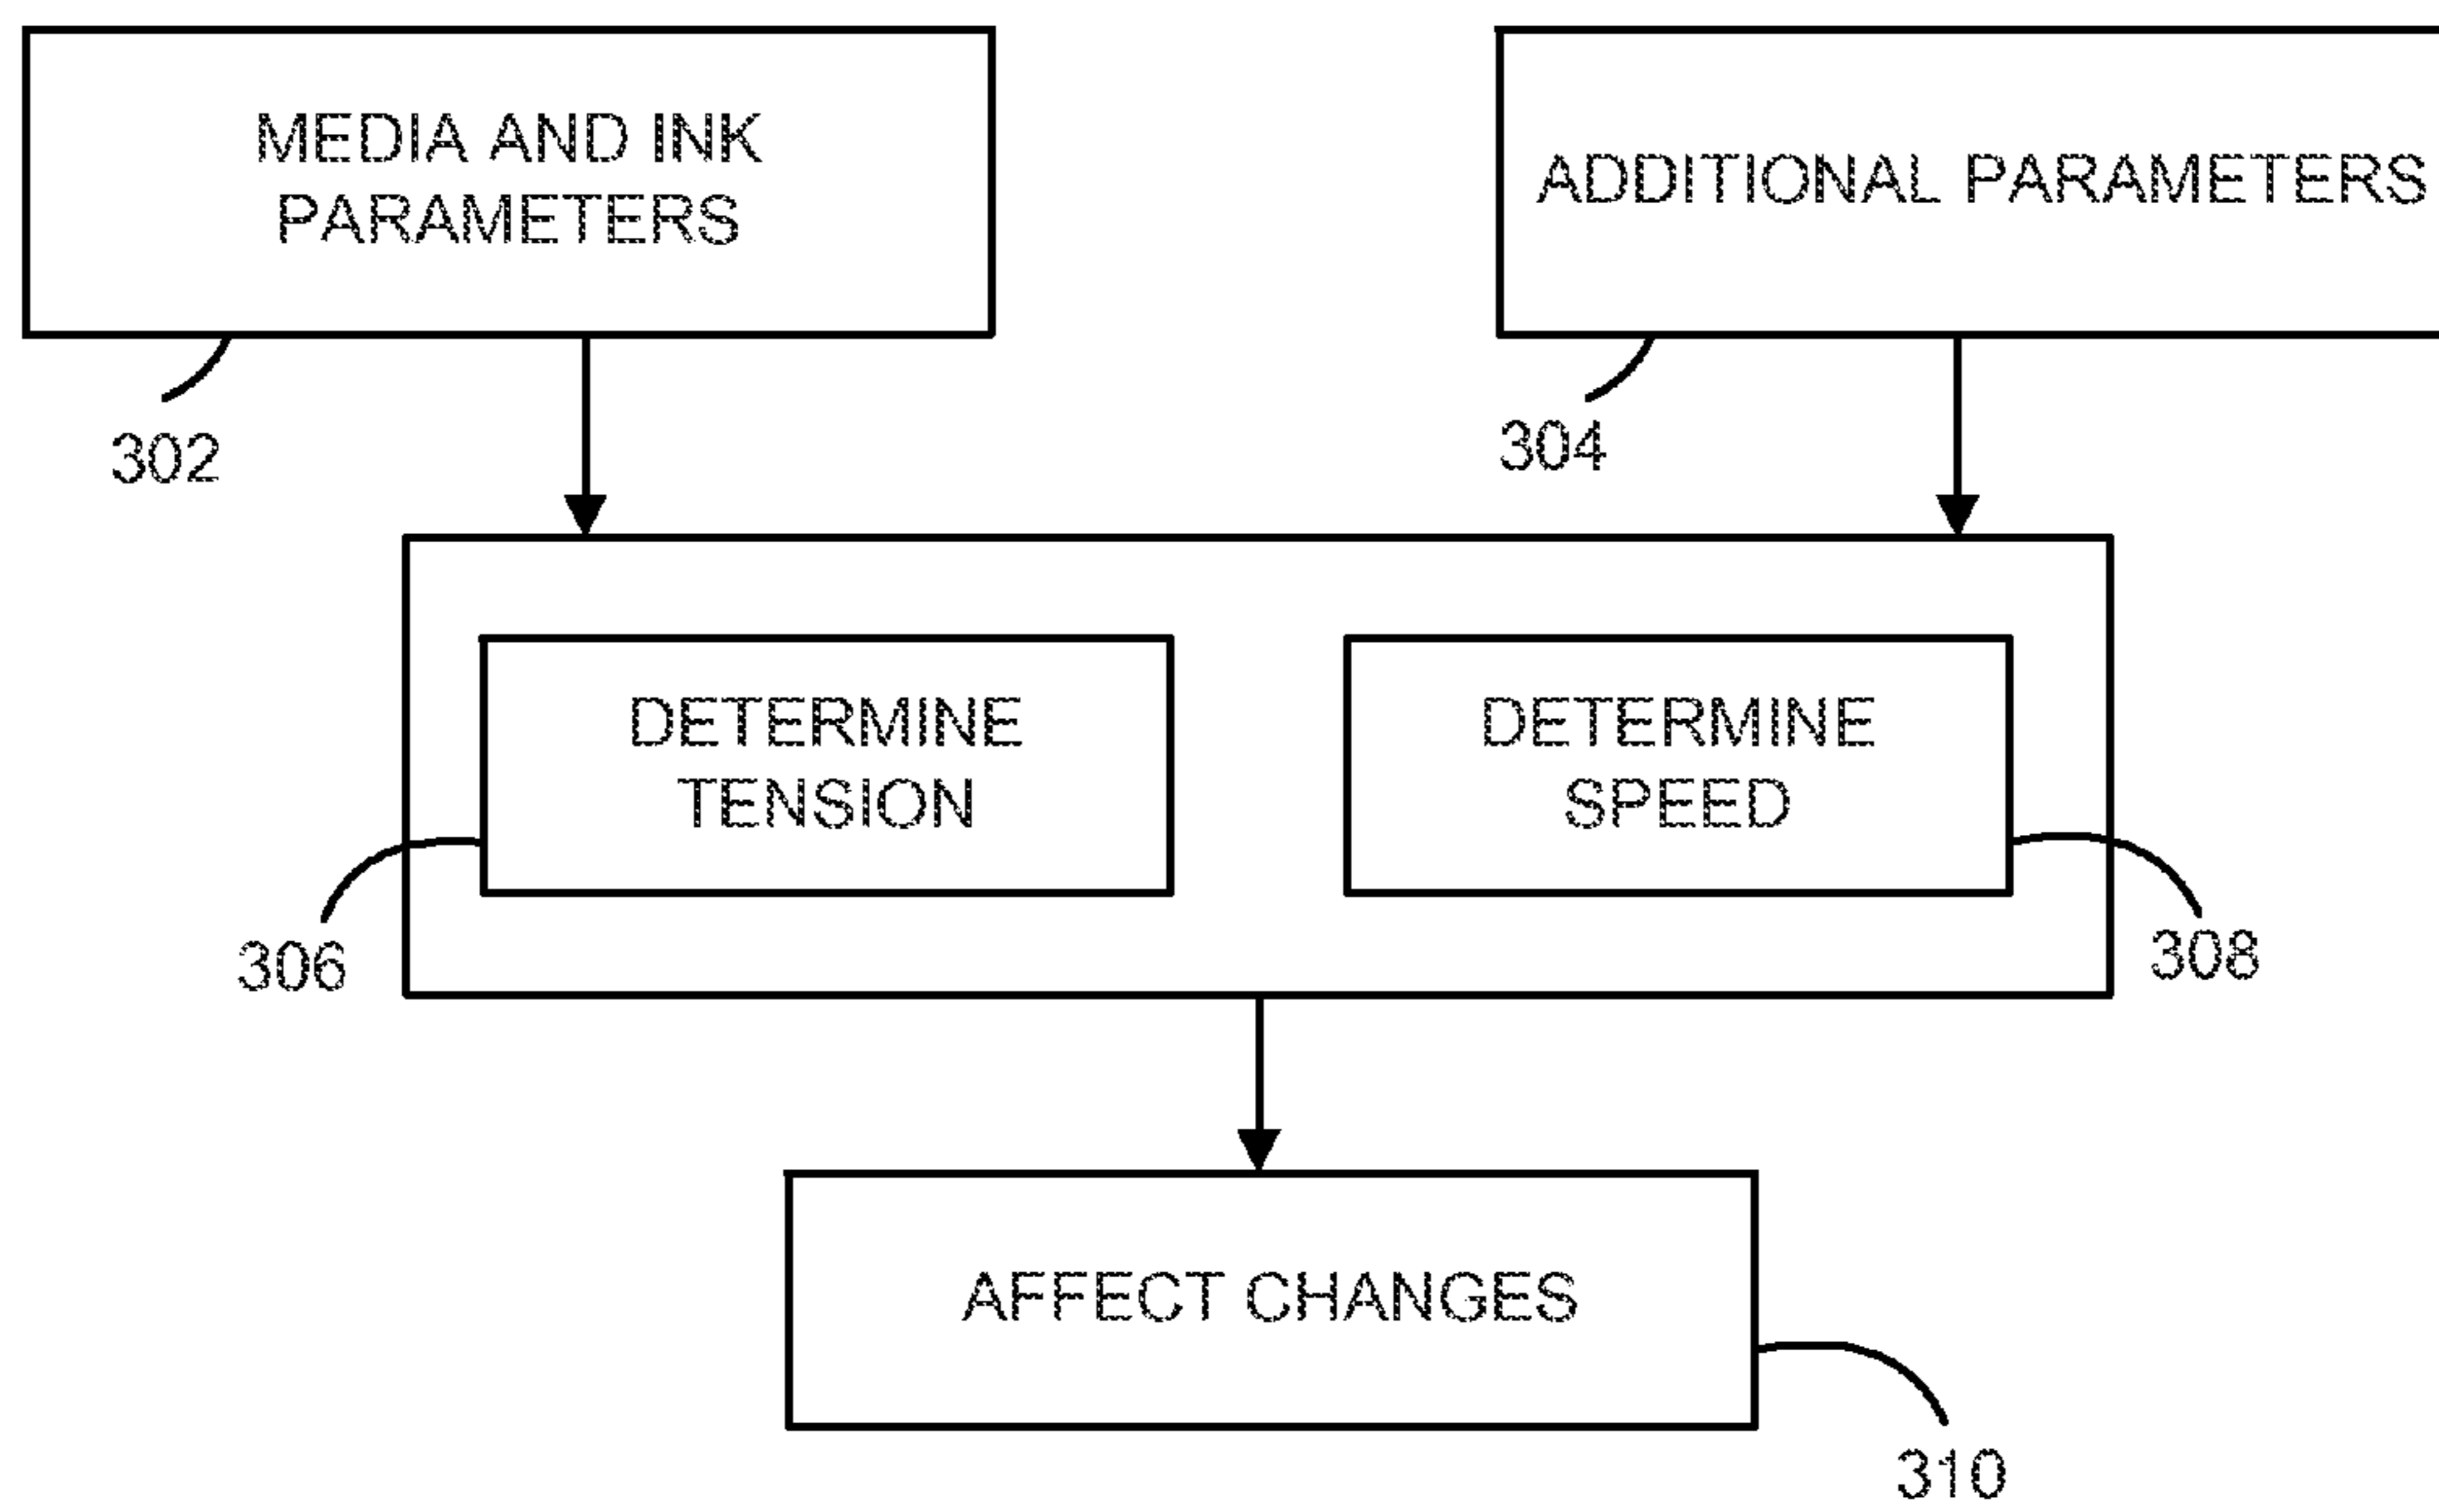 MEDIA AND INK
PARAMETERS
ADDITIONAL PARAMETERS
302
304
DETERMINE
TENSION
DETERMINE
SPEED
306
308
AFFECT CHANGES
310